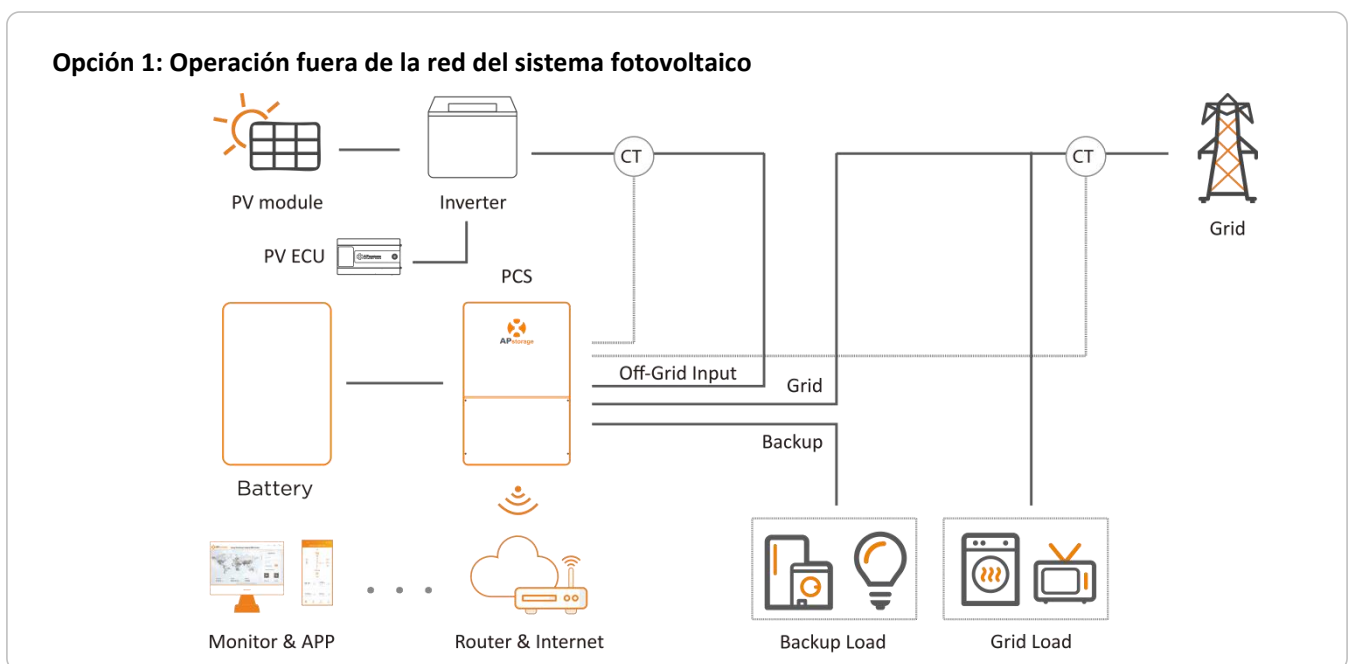 Opción 1: Operación fuera de la red del sistema fotovoltaico
CT
CT
PV module
Inverter
Grid
PV ECU
PCS
APstorage
Off-Grid Input
Grid
Backup
Battery
Monitor & APP
Router & Internet
Backup Load
Grid Load